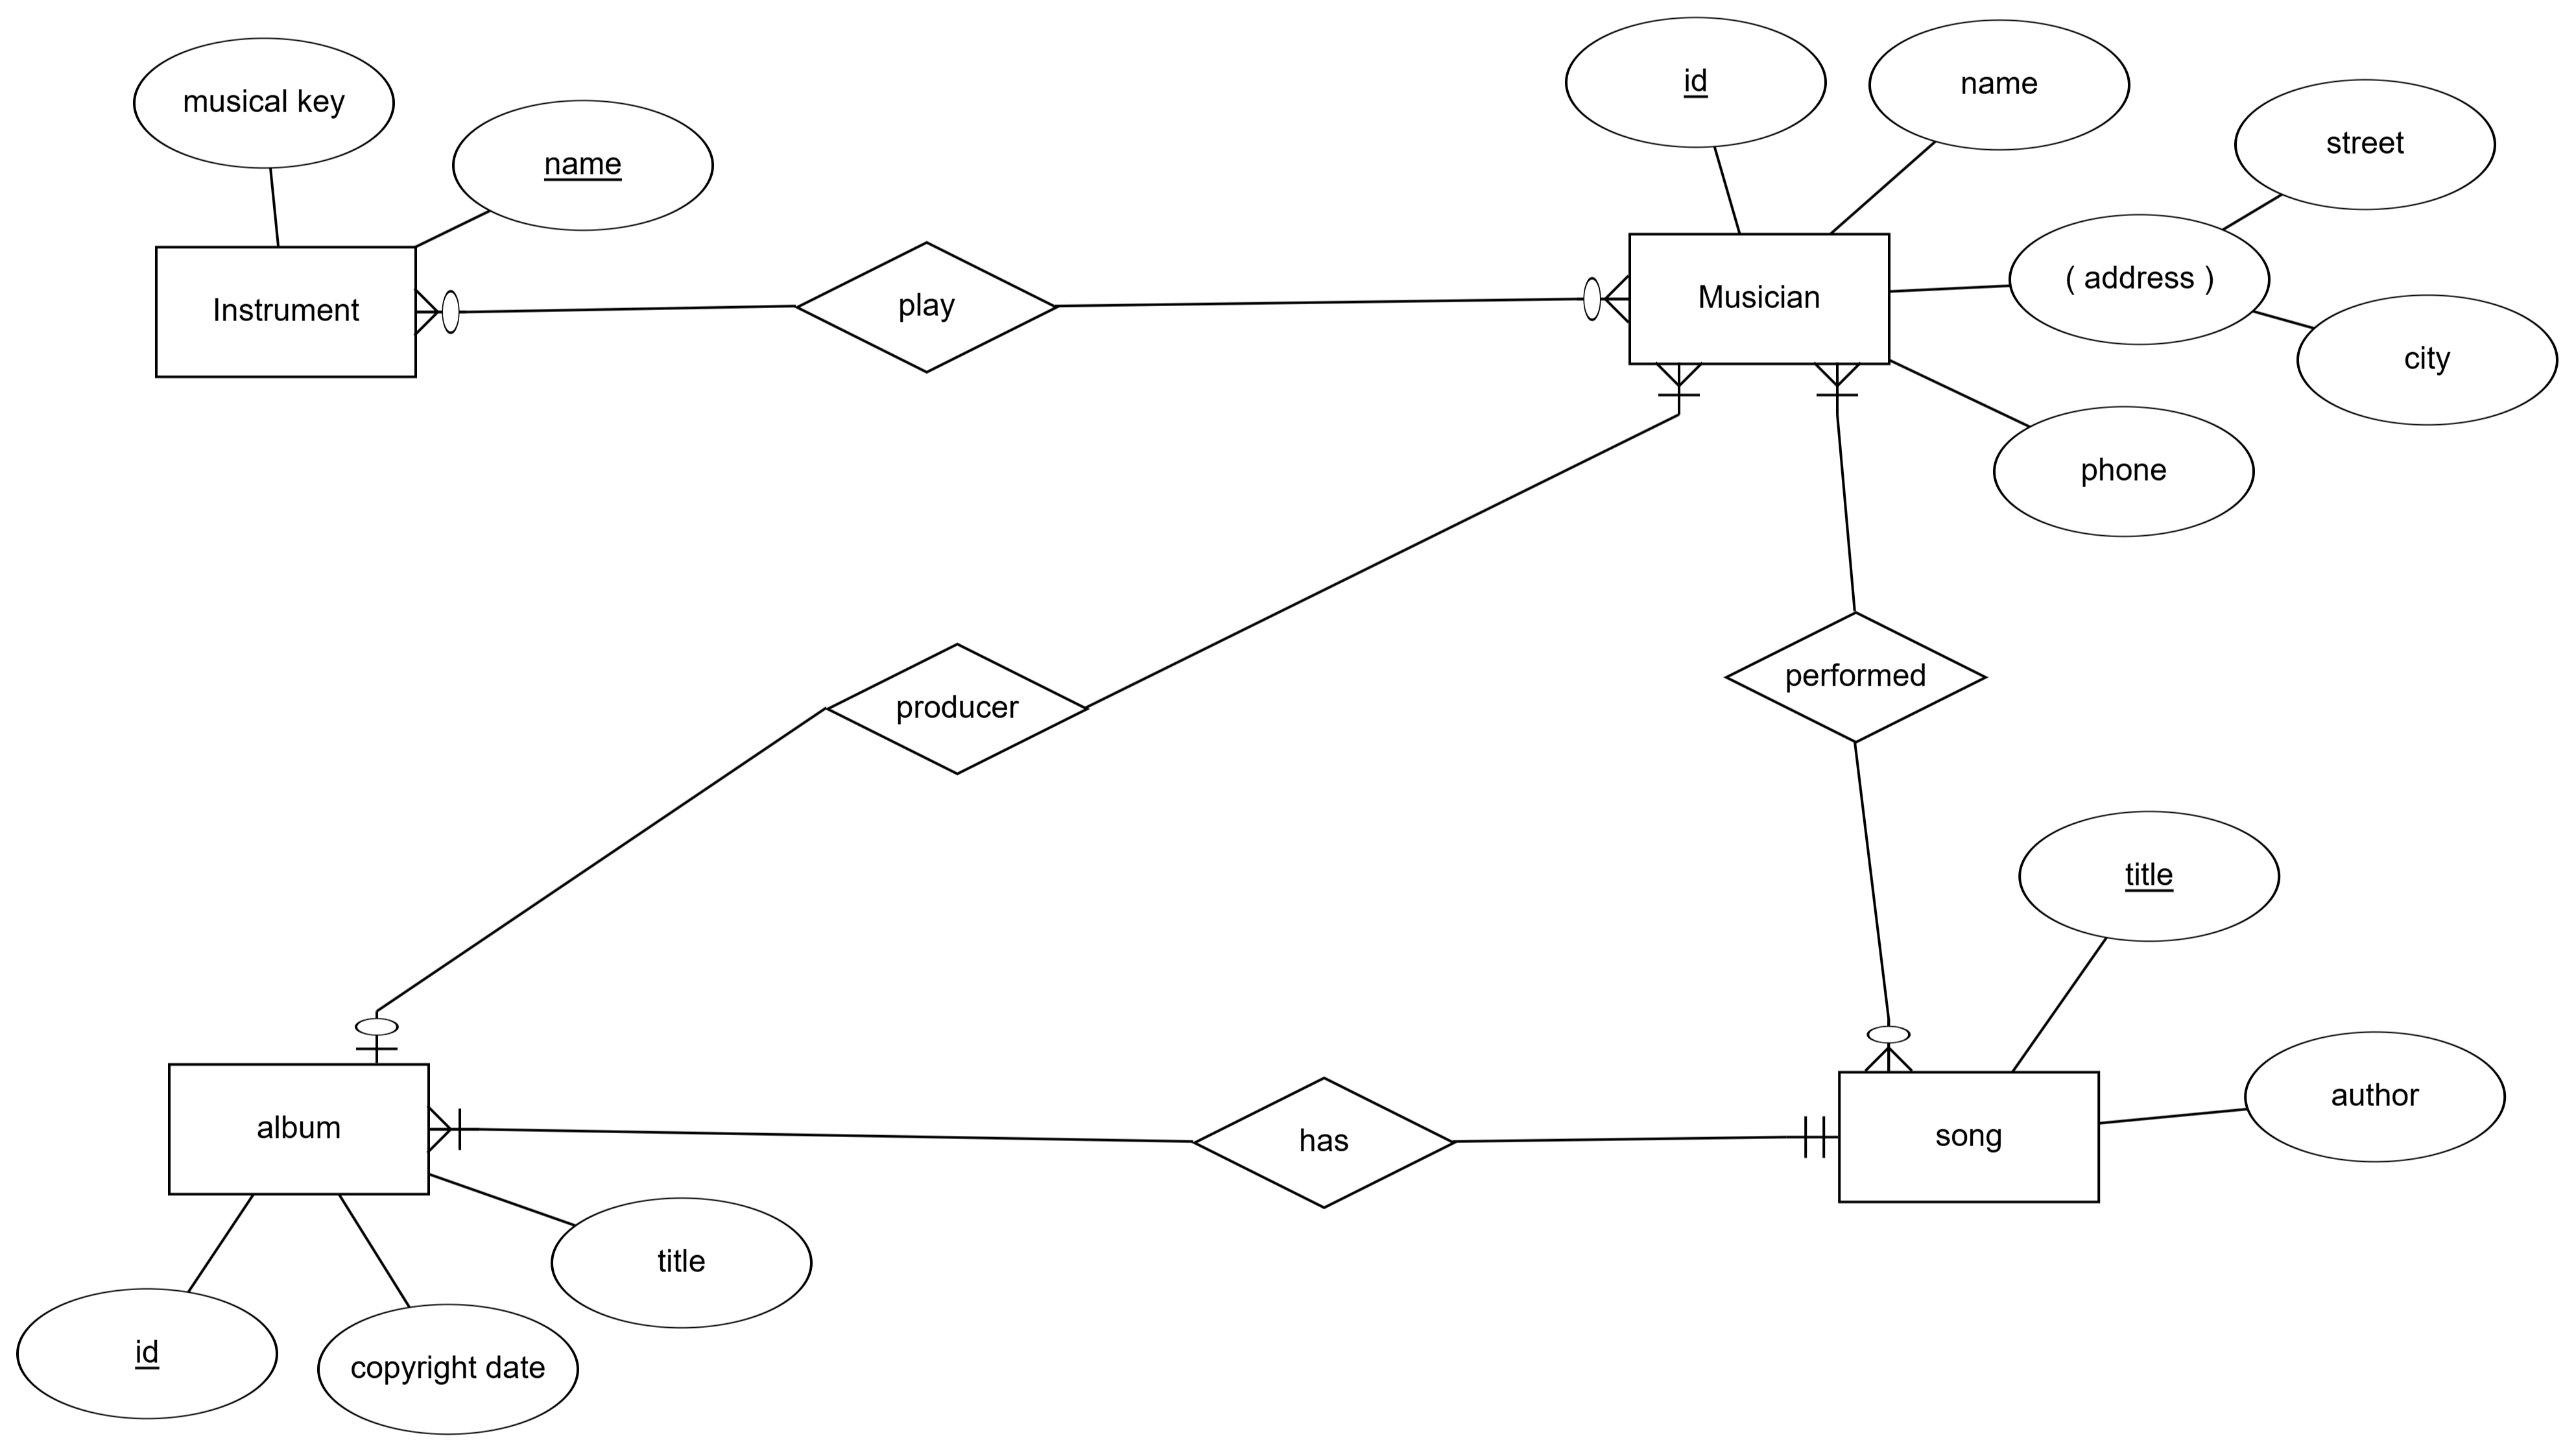 musical key
name
Instrument
play
id
name
street
( address )
city
Musician
phone
producer
performed
title
author
song
has
album
title
id
copyright date